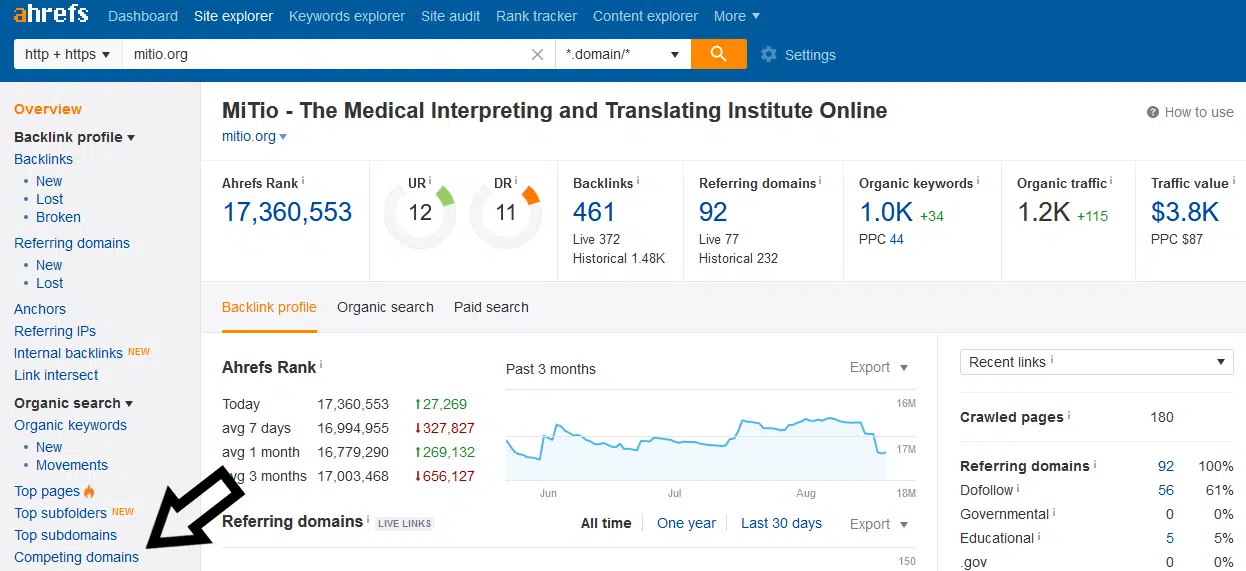 ahrefs Dashboard Site explorer Keywords explorer Site audit Rank tracker Content explorer More
http + https mitio.org *.domain/* Settings
Overview
Backlink profile
Backlinks
• New
• Lost
• Broken
Referring domains
• New
• Lost
Anchors
Referring IPs
Internal backlinks NEW
Link intersect
Organic search
Organic keywords
• New
• Movements
Top pages
Top subfolders NEW
Top subdomains
Competing domains
MiTio - The Medical Interpreting and Translating Institute Online
How to use
mitio.org
Ahrefs Rank i
17,360,553
UR i
12
DR i
11
Backlinks i
461
Live 372
Historical 1.48K
Referring domains i
92
Live 77
Historical 232
Organic keywords i
1.0K +34
PPC 44
Organic traffic i
1.2K +115
Traffic value i
$3.8K
PPC $87
Backlink profile Organic search Paid search
Ahrefs Rank i
Today 17,360,553 ↑27,269
avg 7 days 16,994,955 ↓327,827
avg 1 month 16,779,290 ↑269,132
avg 3 months 17,003,468 ↓656,127
Past 3 months Export
16M
17M
18M
Jun Jul Aug
Referring domains i LIVE LINKS
All time One year Last 30 days Export
150
Recent links i
Crawled pages i 180
Referring domains i 92 100%
Dofollow i 56 61%
Governmental i 0 0%
Educational i 5 5%
.gov 0 0%